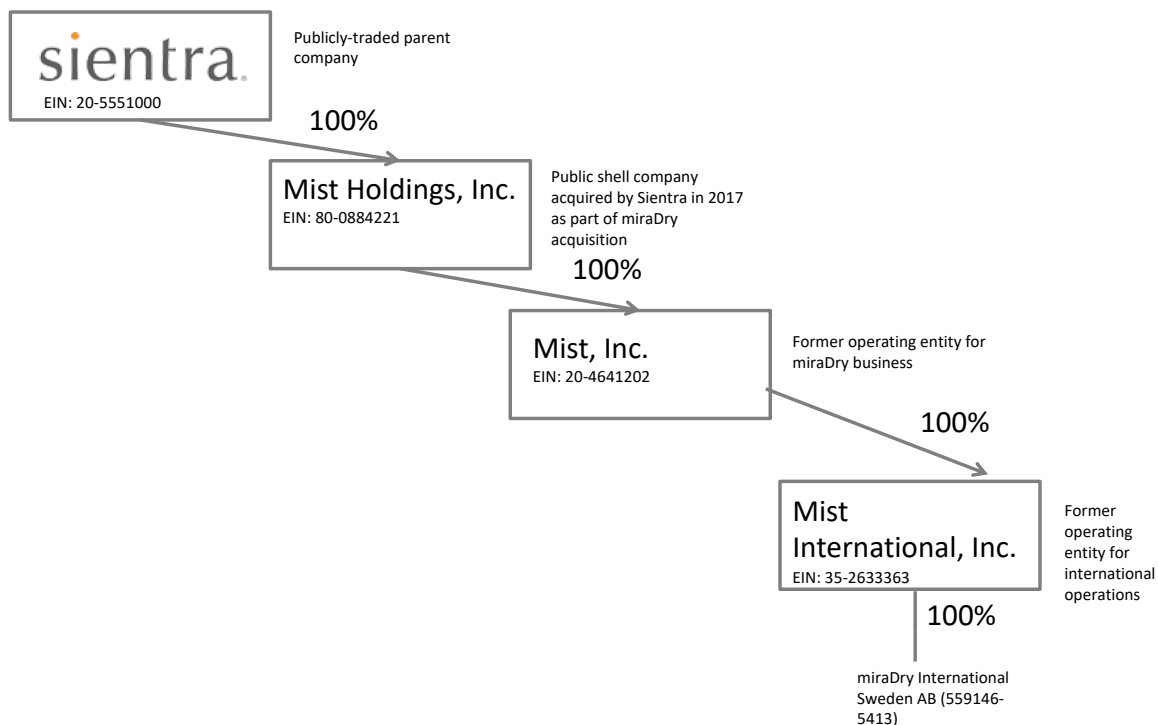 sientra.
EIN: 20-5551000
Publicly-traded parent
company
100%
Mist Holdings, Inc.
EIN: 80-0884221
Public shell company
acquired by Sientra in 2017
as part of miraDry
acquisition
100%
Mist, Inc.
EIN: 20-4641202
Former operating entity for
miraDry business
100%
Mist
International, Inc.
EIN: 35-2633363
Former
operating
entity for
international
operations
100%
miraDry International
Sweden AB (559146-
5413)